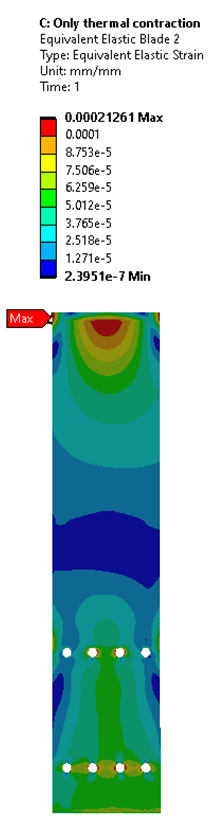 C: Only thermal contraction
Equivalent Elastic Blade 2
Type: Equivalent Elastic Strain
Unit: mm/mm
Time: 1
0.00021261 Max
0.0001
8.753e-5
7.506e-5
6.259e-5
5.012e-5
3.765e-5
2.518e-5
1.271e-5
2.3951e-7 Min
Max